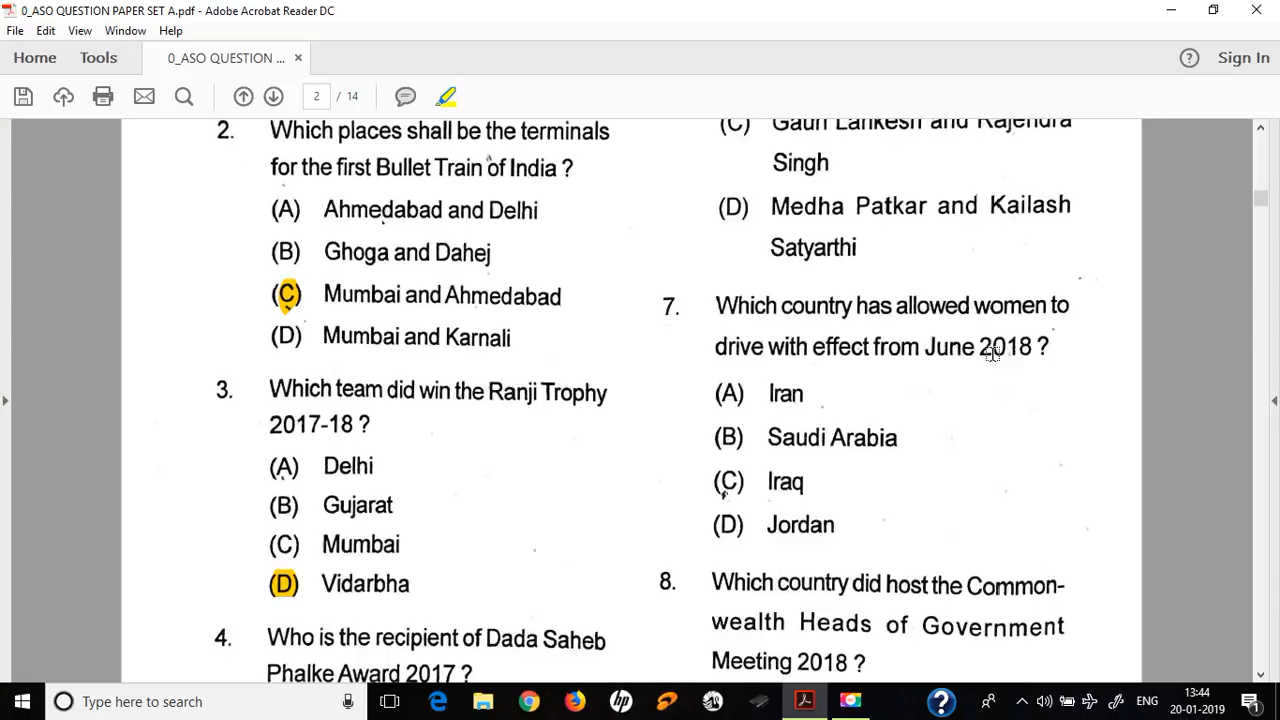 0_ASO QUESTION PAPER SET A.pdf - Adobe Acrobat Reader DC
File Edit View Window Help
Home Tools 0_ASO QUESTION ... × Sign In
2 / 14
2. Which places shall be the terminals
for the first Bullet Train of India ?
(A) Ahmedabad and Delhi
(B) Ghoga and Dahej
(C) Mumbai and Ahmedabad
(D) Mumbai and Karnali
3. Which team did win the Ranji Trophy
2017-18 ?
(A) Delhi
(B) Gujarat
(C) Mumbai
(D) Vidarbha
4. Who is the recipient of Dada Saheb
Phalke Award 2017 ?
(C) Gauri Lankesh and Rajendra
Singh
(D) Medha Patkar and Kailash
Satyarthi
7. Which country has allowed women to
drive with effect from June 2018 ?
(A) Iran
(B) Saudi Arabia
(C) Iraq
(D) Jordan
8. Which country did host the Common-
wealth Heads of Government
Meeting 2018 ?
Type here to search
ENG
13:44
20-01-2019